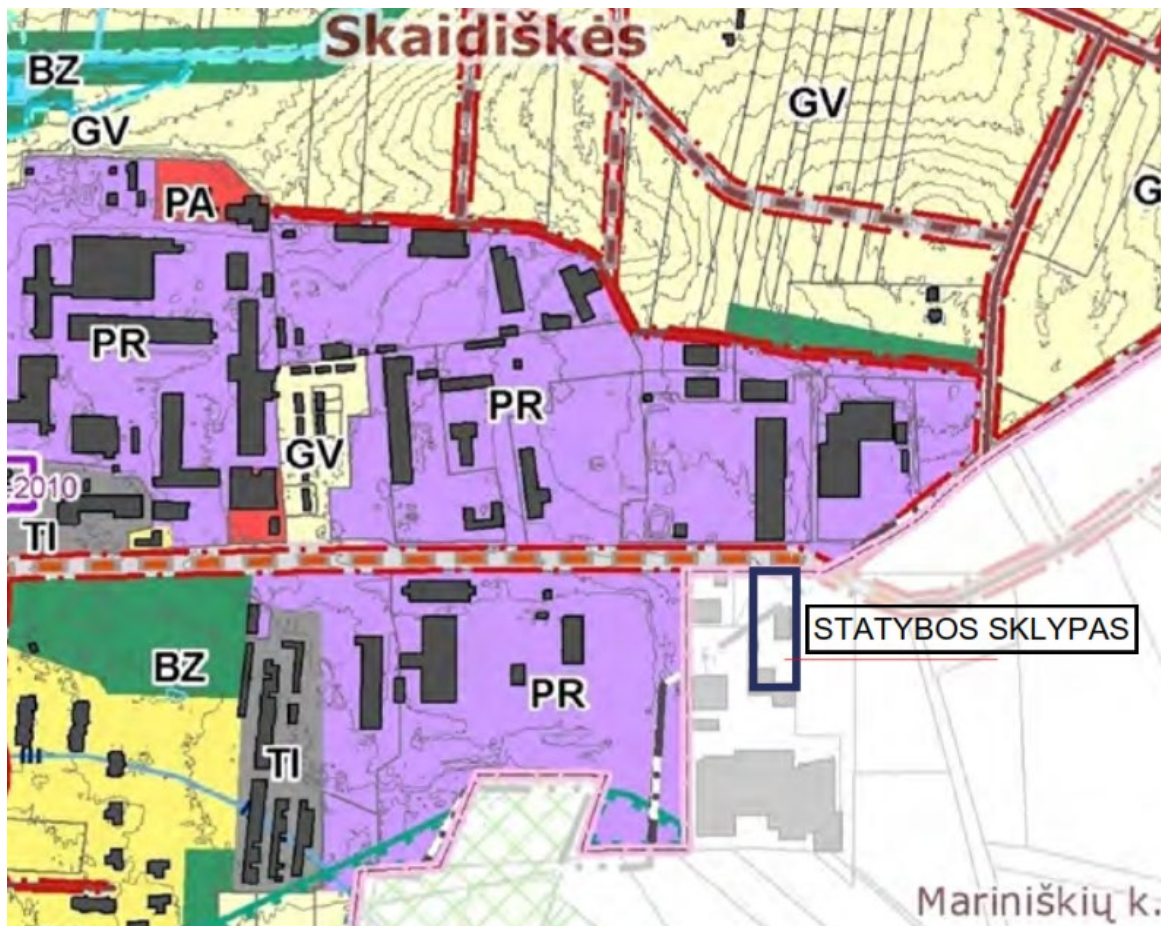 Skaidiškės
BZ
GV
GV
G
PA
PR
PR
GV
-2010
TI
STATYBOS SKLYPAS
BZ
PR
TI
Mariniškių k.